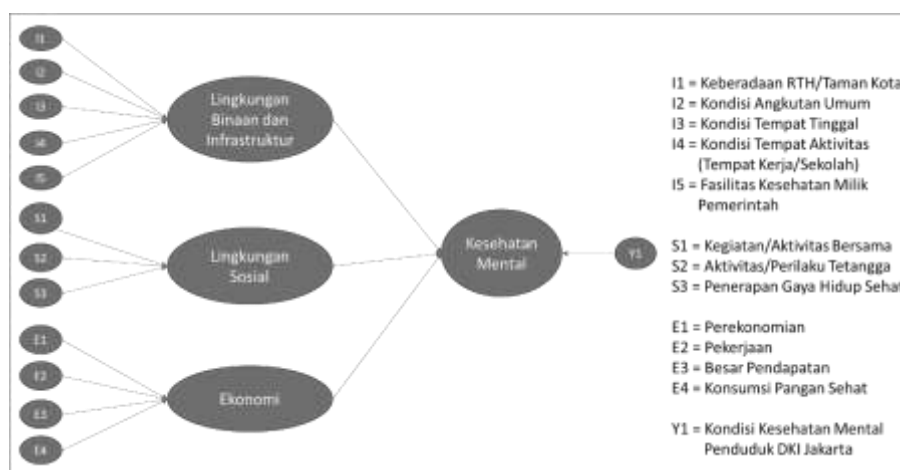 I1
I2
I3
I4
I5
S1
S2
S3
E1
E2
E3
E4
Lingkungan
Binaan dan
Infrastruktur
Lingkungan
Sosial
Ekonomi
Kesehatan
Mental
Y1
I1 = Keberadaan RTH/Taman Kota
I2 = Kondisi Angkutan Umum
I3 = Kondisi Tempat Tinggal
I4 = Kondisi Tempat Aktivitas
(Tempat Kerja/Sekolah)
I5 = Fasilitas Kesehatan Milik
Pemerintah
S1 = Kegiatan/Aktivitas Bersama
S2 = Aktivitas/Perilaku Tetangga
S3 = Penerapan Gaya Hidup Sehat
E1 = Perekonomian
E2 = Pekerjaan
E3 = Besar Pendapatan
E4 = Konsumsi Pangan Sehat
Y1 = Kondisi Kesehatan Mental
Penduduk DKI Jakarta